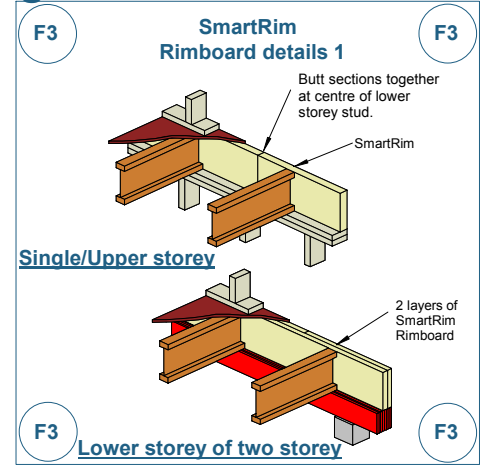 F3
SmartRim
F3
Rimboard details 1
Butt sections together
at centre of lower
storey stud.
SmartRim
Single/Upper storey
2 layers of
SmartRim
Rimboard
F3
Lower storey of two storey
F3